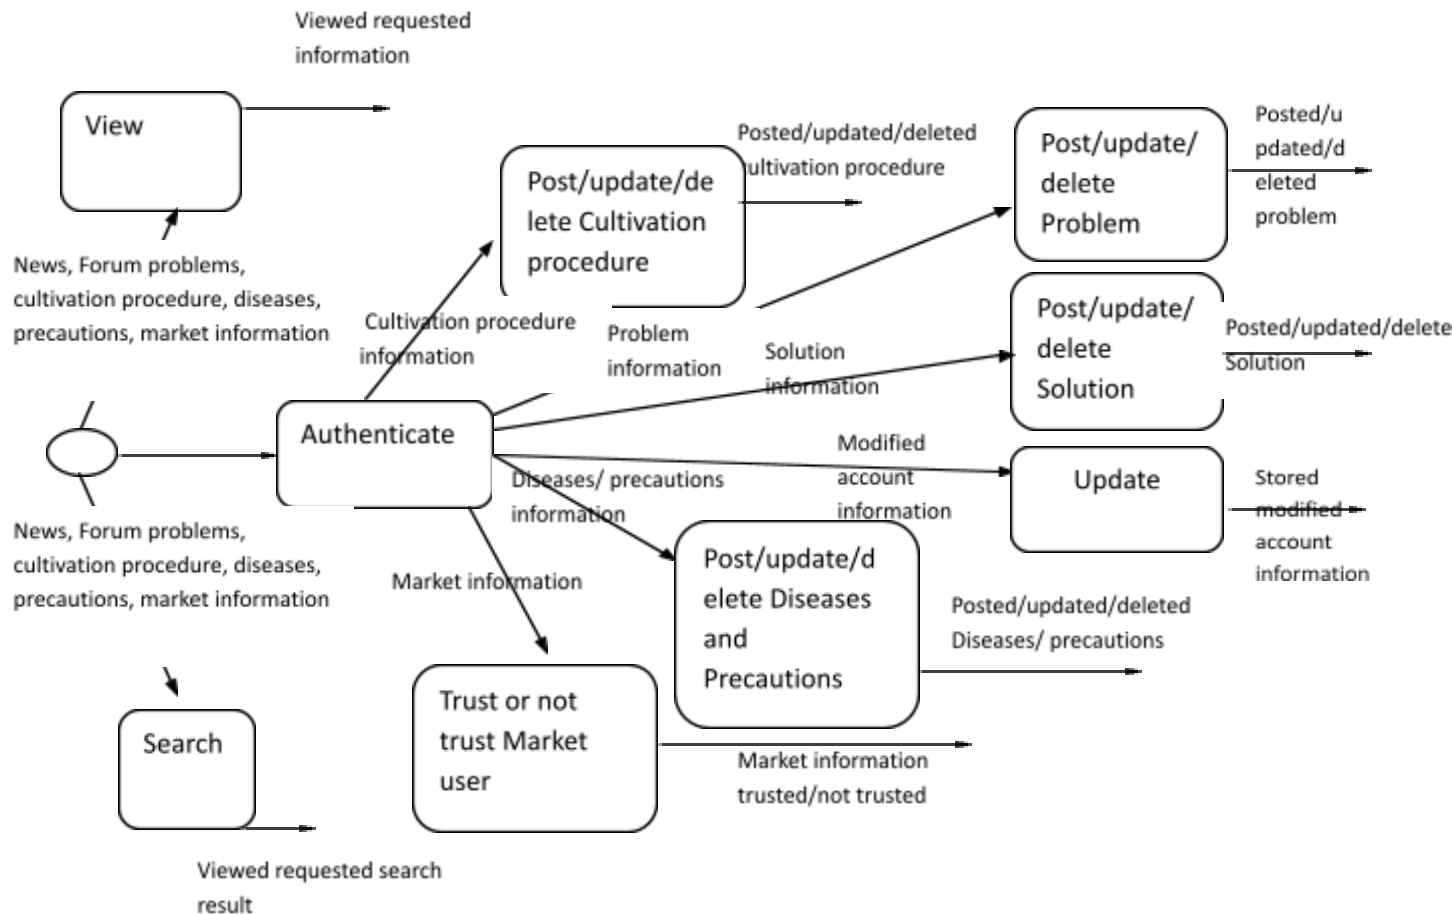 Viewed requested
information
View
Posted/updated/deleted
cultivation procedure
Post/update/de
lete Cultivation
procedure
Post/update/
delete
Problem
Posted/u
pdated/d
eleted
problem
News, Forum problems,
cultivation procedure, diseases,
precautions, market information
Cultivation procedure
information
Problem
information
Solution
information
Post/update/
delete
Solution
Posted/updated/delete
Solution
Authenticate
Modified
account
information
Update
Stored
modified
account
information
Diseases/ precautions
information
News, Forum problems,
cultivation procedure, diseases,
precautions, market information
Market information
Post/update/d
elete Diseases
and
Precautions
Posted/updated/deleted
Diseases/ precautions
Trust or not
trust Market
user
Market information
trusted/not trusted
Search
Viewed requested search
result